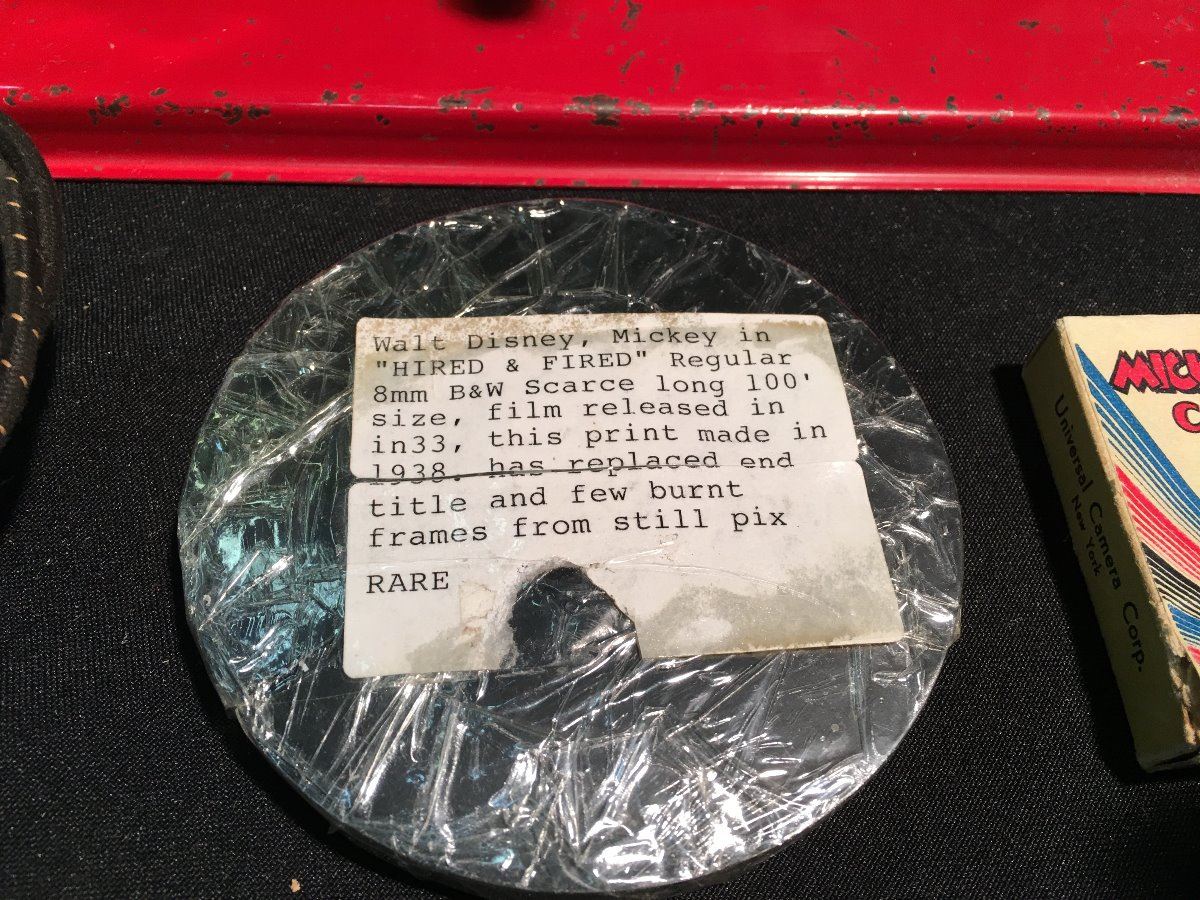 Walt Disney, Mickey in
"HIRED & FIRED" Regular
8mm B&W Scarce long 100'
size, film released in
in33, this print made in
1938. has replaced end
title and few burnt
frames from still pix
RARE
Universal Camera Corp.
New York